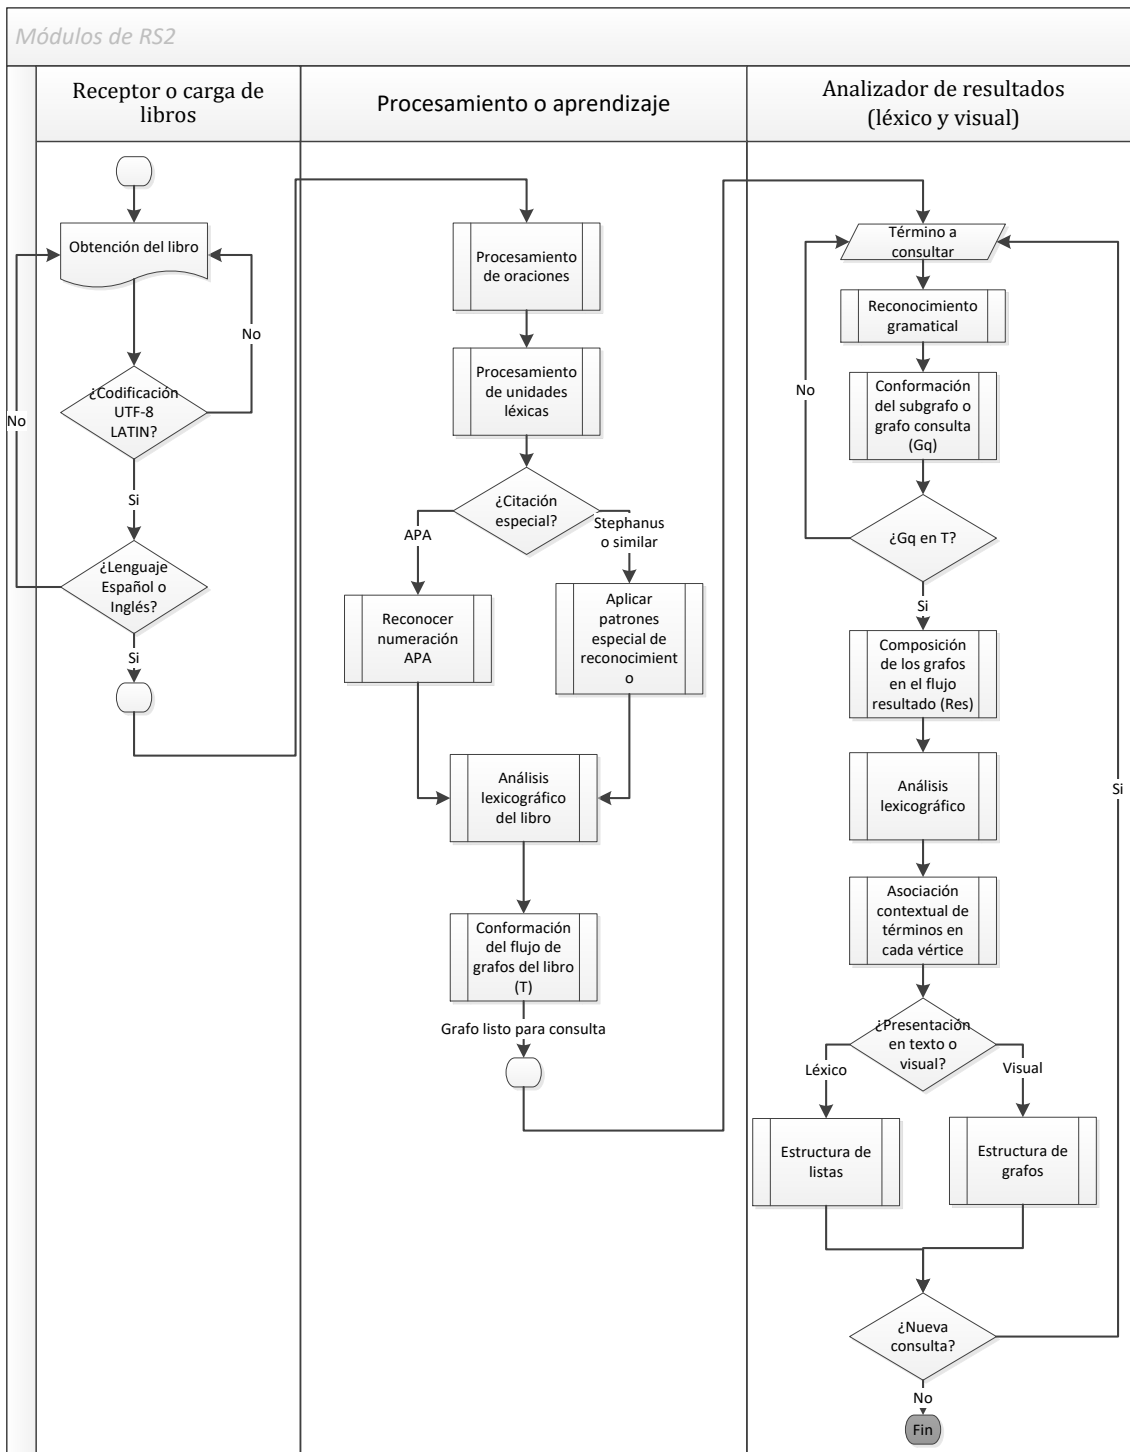 Módulos de RS2
Receptor o carga de
libros
Obtención del libro
No
¿Codificación
UTF-8
LATIN?
No
Si
¿Lenguaje
Español o
Inglés?
Si
Procesamiento o aprendizaje
Procesamiento
de oraciones
Procesamiento
de unidades
léxicas
¿Citación
especial?
APA
Stephanus
o similar
Reconocer
numeración
APA
Aplicar
patrones
especial de
reconocimient
o
Análisis
lexicográfico
del libro
Conformación
del flujo de
grafos del libro
(T)
Grafo listo para consulta
Analizador de resultados
(léxico y visual)
Término a
consultar
Reconocimiento
gramatical
No
Conformación
del subgrafo o
grafo consulta
(Gq)
¿Gq en T?
Si
Composición
de los grafos
en el flujo
resultado (Res)
Análisis
lexicográfico
Si
Asociación
contextual de
términos en
cada vértice
¿Presentación
en texto o
visual?
Léxico
Visual
Estructura de
listas
Estructura de
grafos
¿Nueva
consulta?
No
Fin